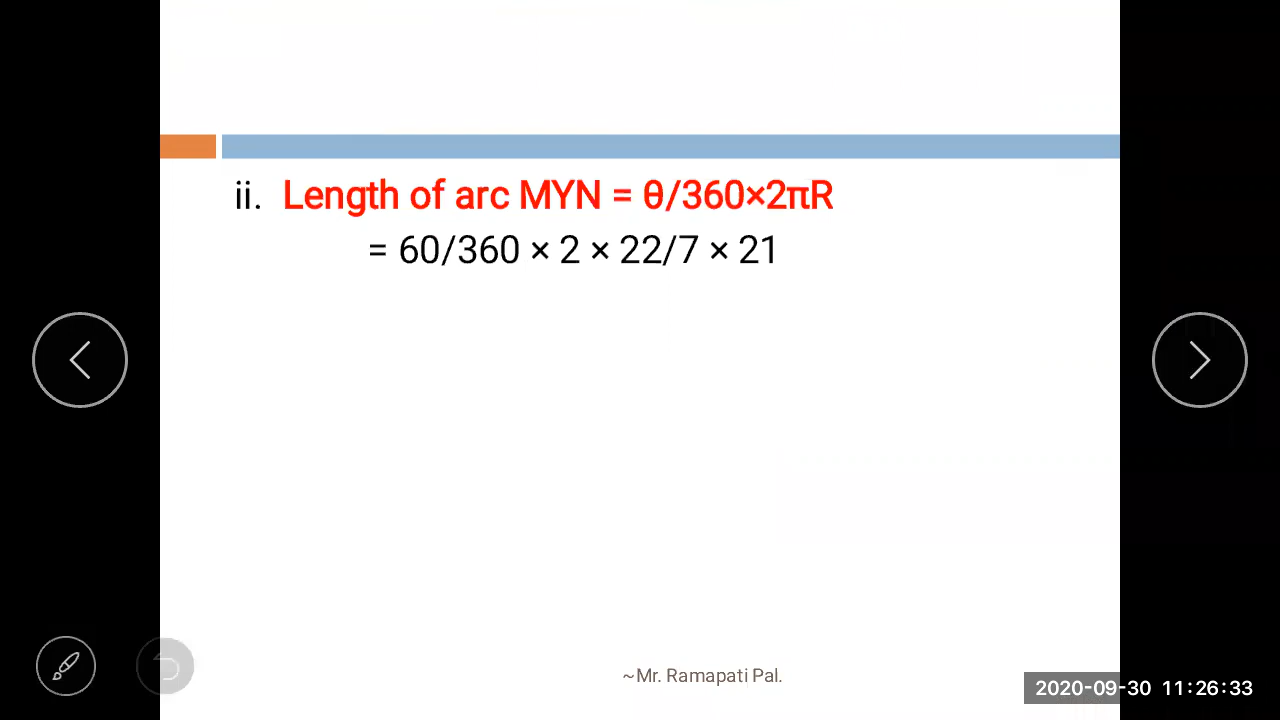 ii. Length of arc MYN = θ/360×2πR
= 60/360 × 2 × 22/7 × 21
~Mr. Ramapati Pal.
2020-09-30 11:26:33